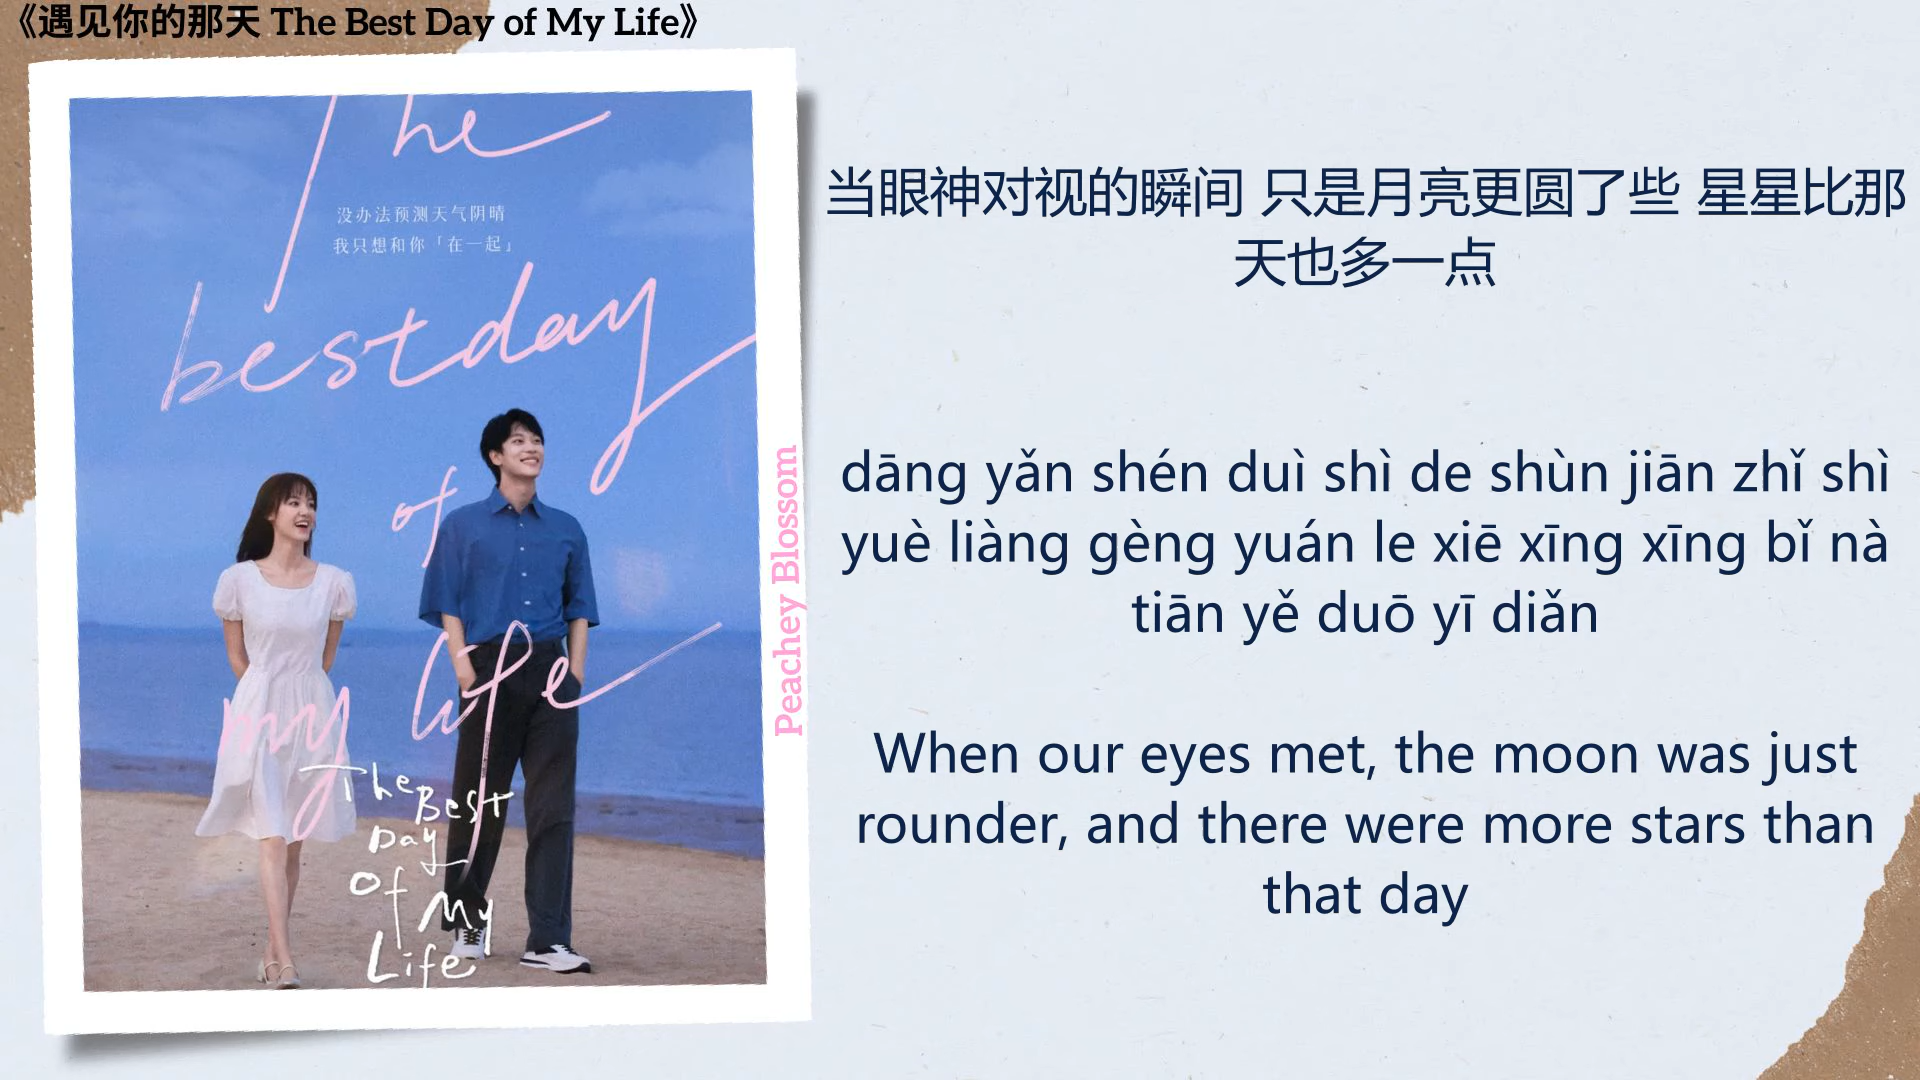 《遇见你的那天 The Best Day of My Life》
The
没办法预测天气阴晴
我只想和你「在一起」
best day
of
my life
The Best
Day
Of My
Life
Peachey Blossom
当眼神对视的瞬间 只是月亮更圆了些 星星比那
天也多一点
dāng yǎn shén duì shì de shùn jiān zhǐ shì
yuè liàng gèng yuán le xiē xīng xīng bǐ nà
tiān yě duō yī diǎn
When our eyes met, the moon was just
rounder, and there were more stars than
that day